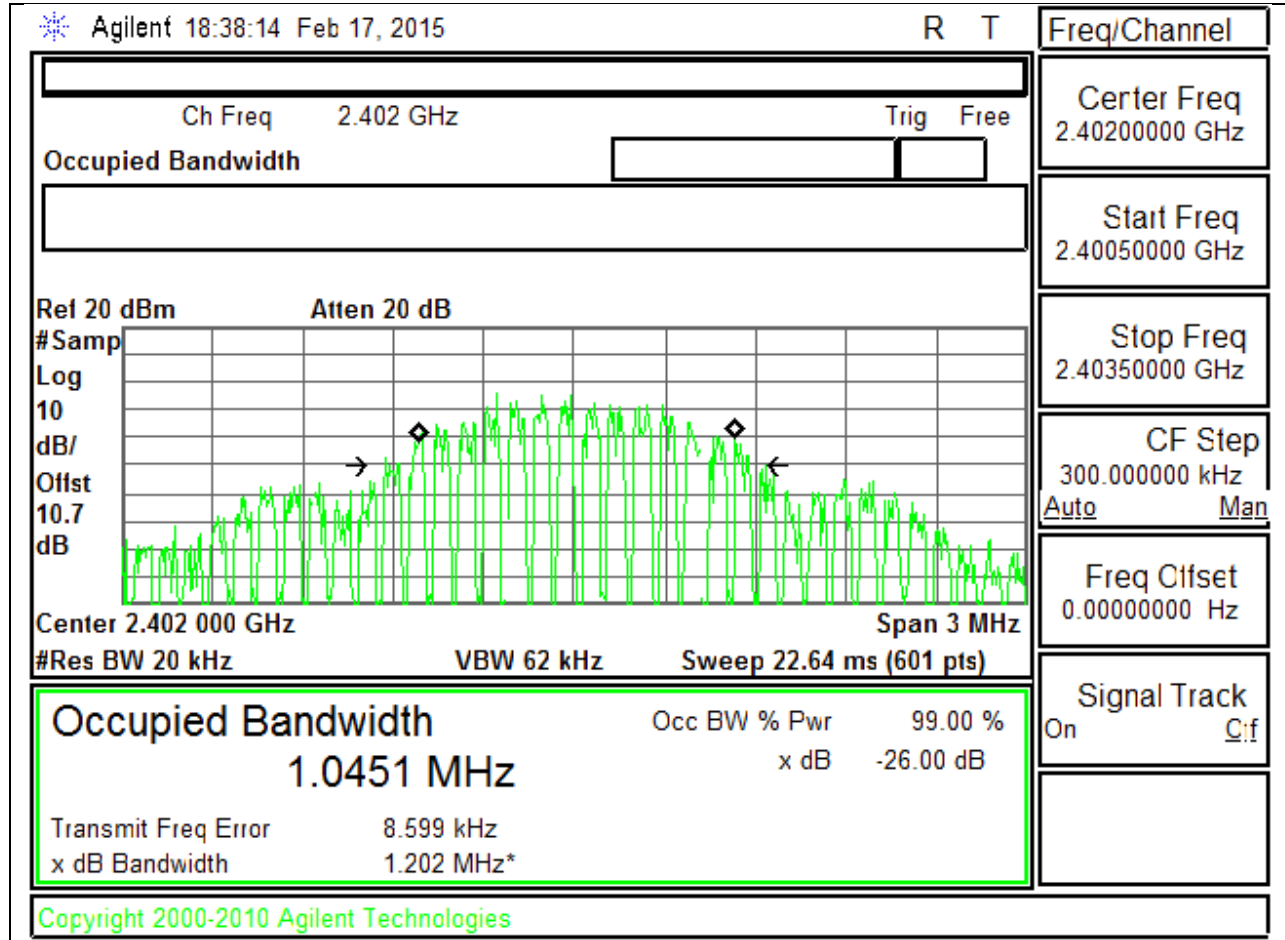 Agilent 18:38:14 Feb 17, 2015 R T
Ch Freq 2.402 GHz Trig Free
Occupied Bandwidth
Ref 20 dBm Atten 20 dB
#Samp
Log
10
dB/
Offst
10.7
dB
Center 2.402 000 GHz Span 3 MHz
#Res BW 20 kHz VBW 62 kHz Sweep 22.64 ms (601 pts)
Occupied Bandwidth Occ BW % Pwr 99.00 %
1.0451 MHz x dB -26.00 dB
Transmit Freq Error 8.599 kHz
x dB Bandwidth 1.202 MHz*
Copyright 2000-2010 Agilent Technologies
Freq/Channel
Center Freq
2.40200000 GHz
Start Freq
2.40050000 GHz
Stop Freq
2.40350000 GHz
CF Step
300.000000 kHz
Auto Man
Freq Offset
0.00000000 Hz
Signal Track
On Off